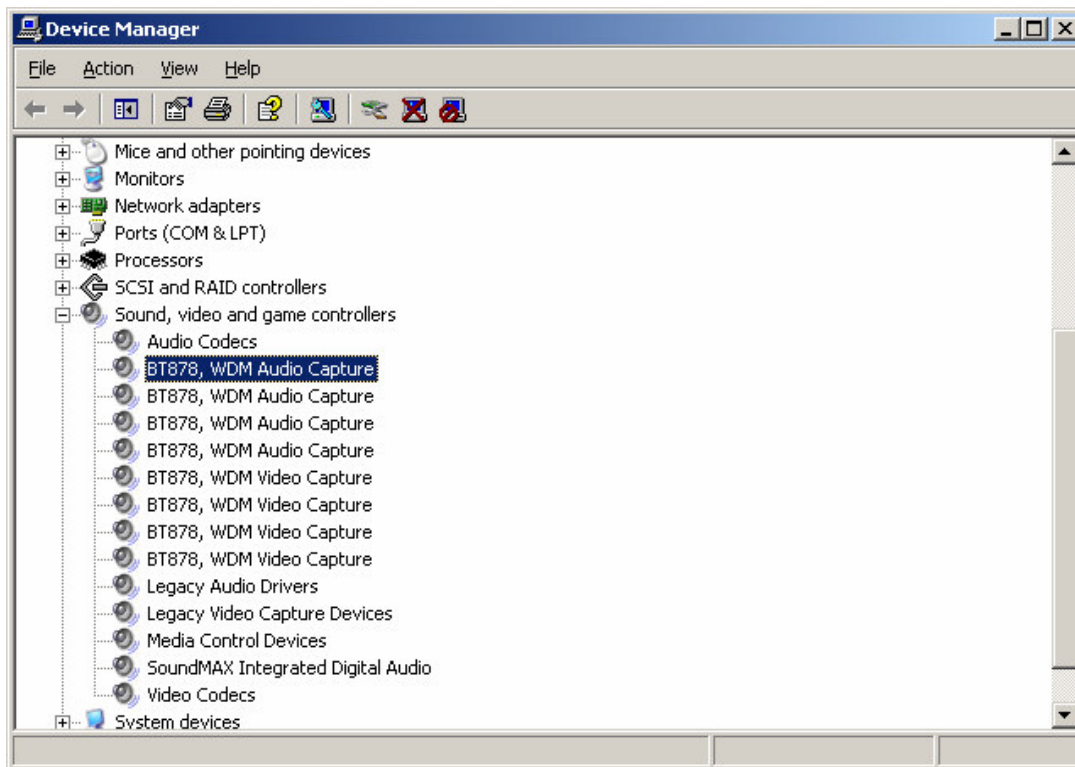 Device Manager
File Action View Help
Mice and other pointing devices
Monitors
Network adapters
Ports (COM & LPT)
Processors
SCSI and RAID controllers
Sound, video and game controllers
Audio Codecs
BT878, WDM Audio Capture
BT878, WDM Audio Capture
BT878, WDM Audio Capture
BT878, WDM Audio Capture
BT878, WDM Video Capture
BT878, WDM Video Capture
BT878, WDM Video Capture
BT878, WDM Video Capture
Legacy Audio Drivers
Legacy Video Capture Devices
Media Control Devices
SoundMAX Integrated Digital Audio
Video Codecs
System devices